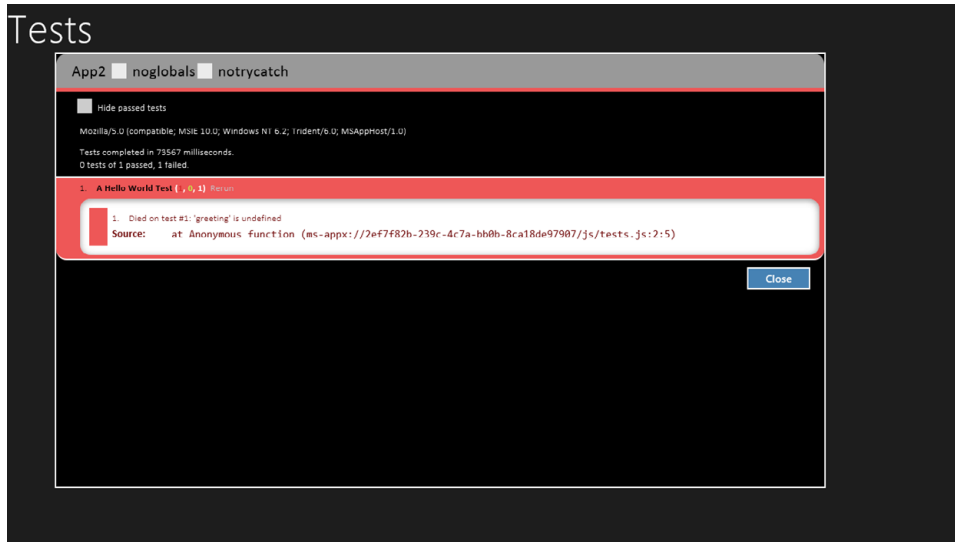 Tests
App2 noglobals notrycatch
Hide passed tests
Mozilla/5.0 (compatible; MSIE 10.0; Windows NT 6.2; Trident/6.0; MSAppHost/1.0)
Tests completed in 73567 milliseconds.
0 tests of 1 passed, 1 failed.
1. A Hello World Test (1, 0, 1) Rerun
1. Died on test #1: 'greeting' is undefined
Source: at Anonymous function (ms-appx://2ef7f82b-239c-4c7a-bb0b-8ca18de97907/js/tests.js:2:5)
Close